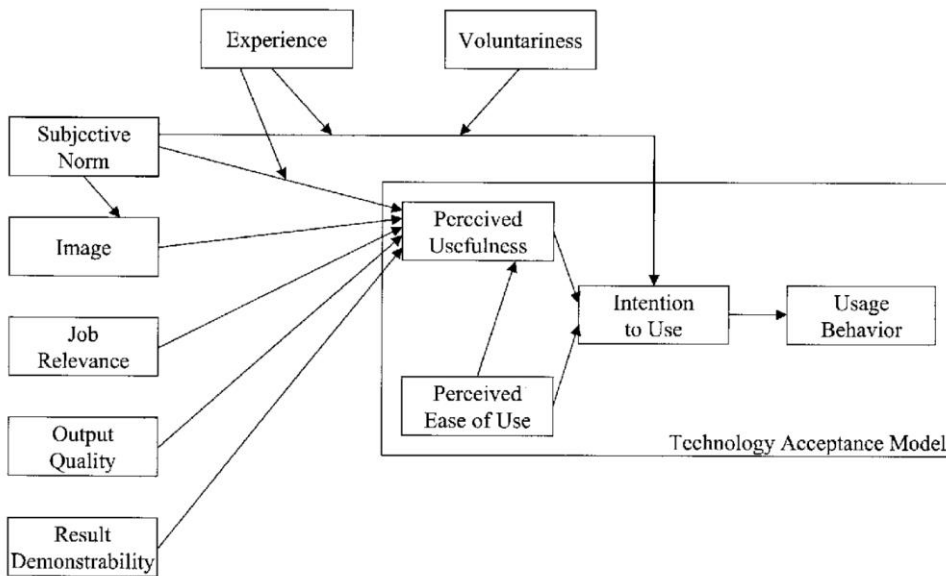 Experience
Voluntariness
Subjective
Norm
Image
Job
Relevance
Output
Quality
Result
Demonstrability
Perceived
Usefulness
Perceived
Ease of Use
Intention
to Use
Usage
Behavior
Technology Acceptance Model